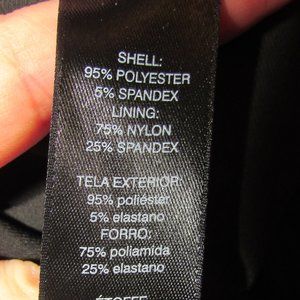 SHELL:
95% POLYESTER
5% SPANDEX
LINING:
75% NYLON
25% SPANDEX
TELA EXTERIOR:
95% poliéster
5% elastano
FORRO:
75% poliamida
25% elastano
ÉTOFFE